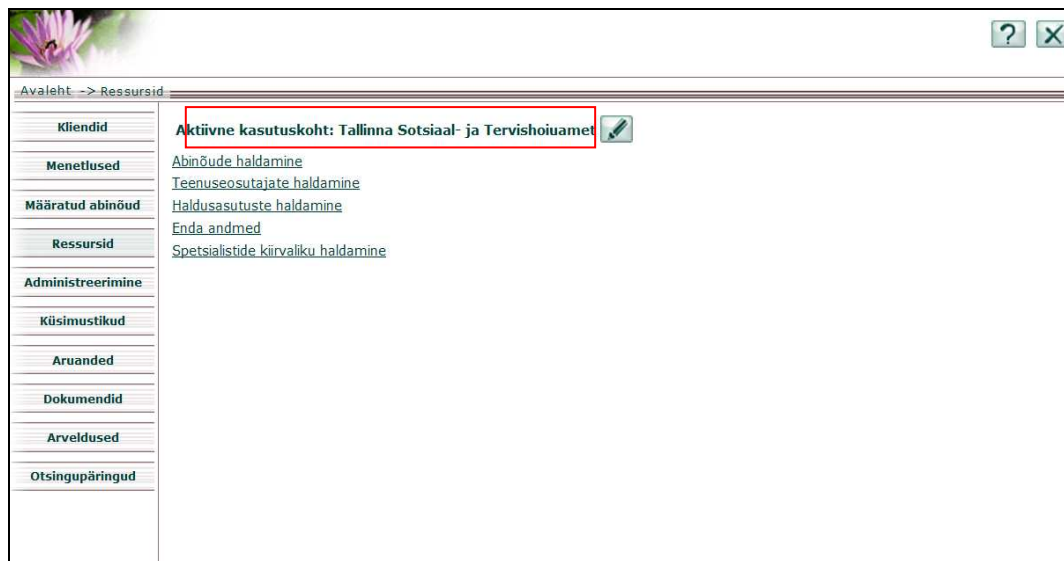 Avaleht -> Ressursid
Kliendid
Menetlused
Määratud abinõud
Ressursid
Administreerimine
Küsimustikud
Aruanded
Dokumendid
Arveldused
Otsingupäringud
Aktiivne kasutuskoht: Tallinna Sotsiaal- ja Tervishoiuamet
Abinõude haldamine
Teenuseosutajate haldamine
Haldusasutuste haldamine
Enda andmed
Spetsialistide kiirvaliku haldamine